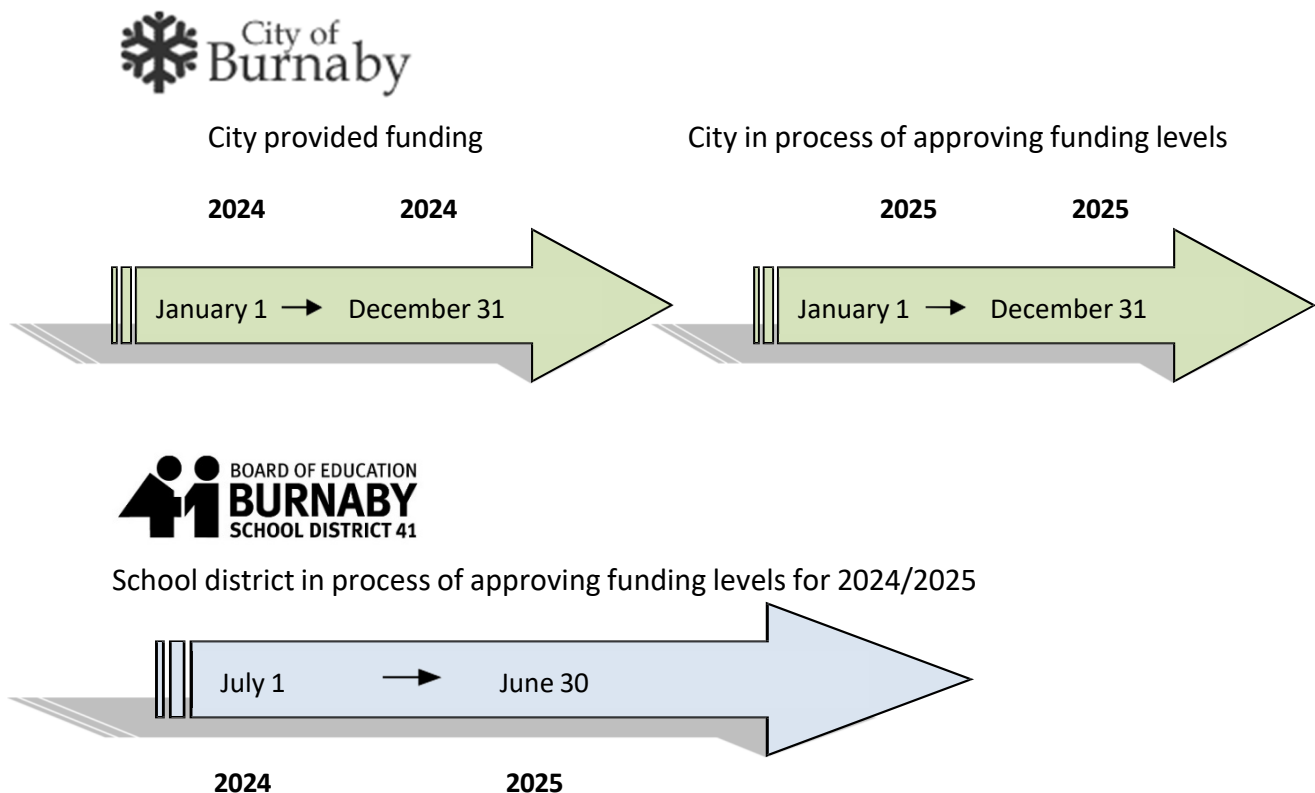 City of
Burnaby
City provided funding City in process of approving funding levels
2024 2024 2025 2025
January 1 → December 31 January 1 → December 31
BOARD OF EDUCATION
BURNABY
SCHOOL DISTRICT 41
School district in process of approving funding levels for 2024/2025
July 1 → June 30
2024 2025